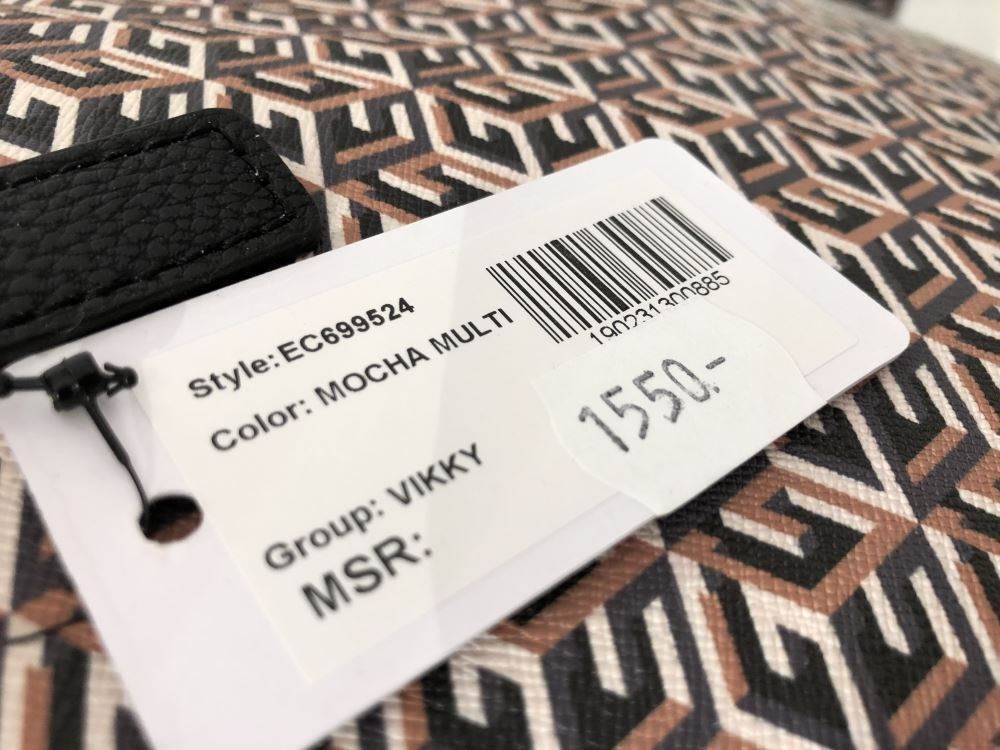 Style: EC699524
Color: MOCHA MULTI
190231300885
1550.-
Group: VIKKY
MSR: